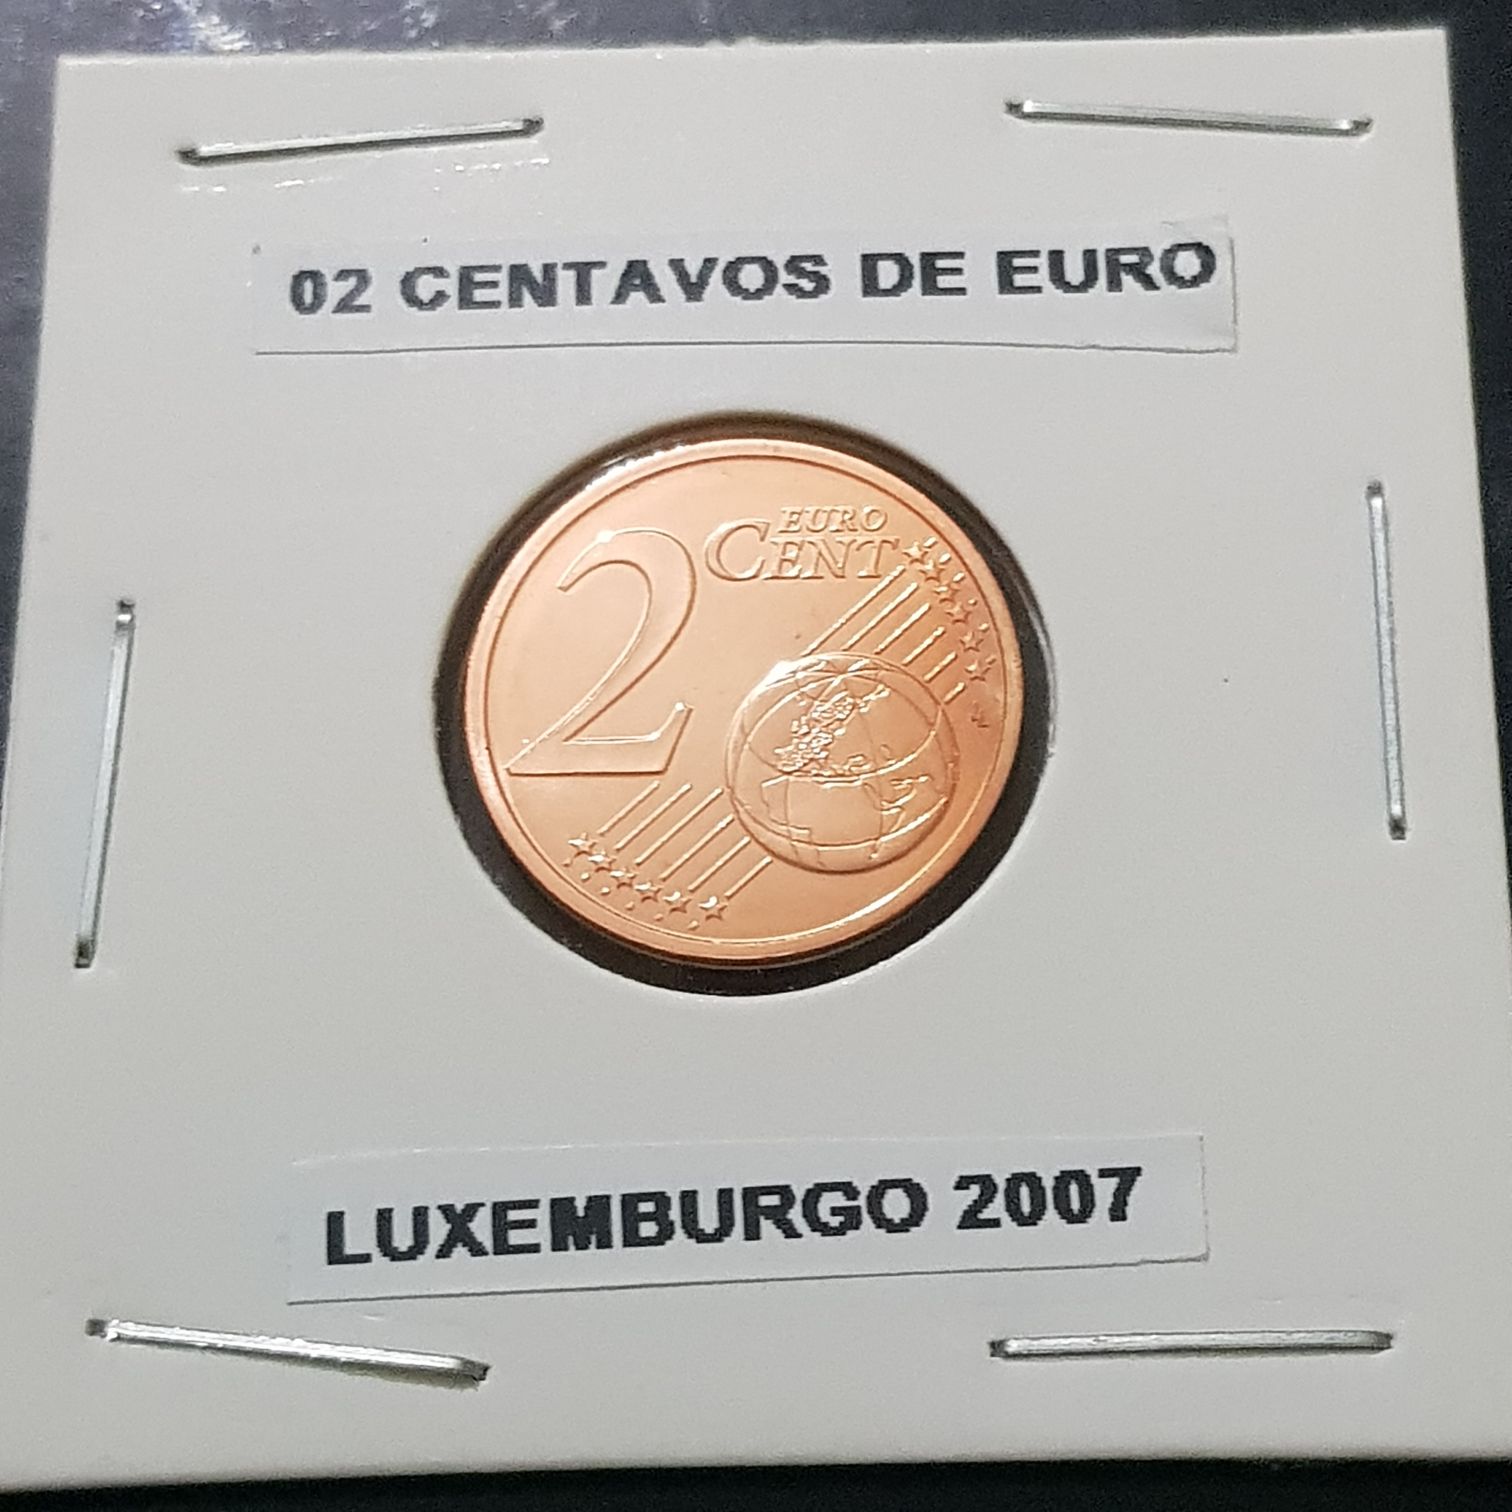 02 CENTAVOS DE EURO
2 EURO
CENT
LUXEMBURGO 2007